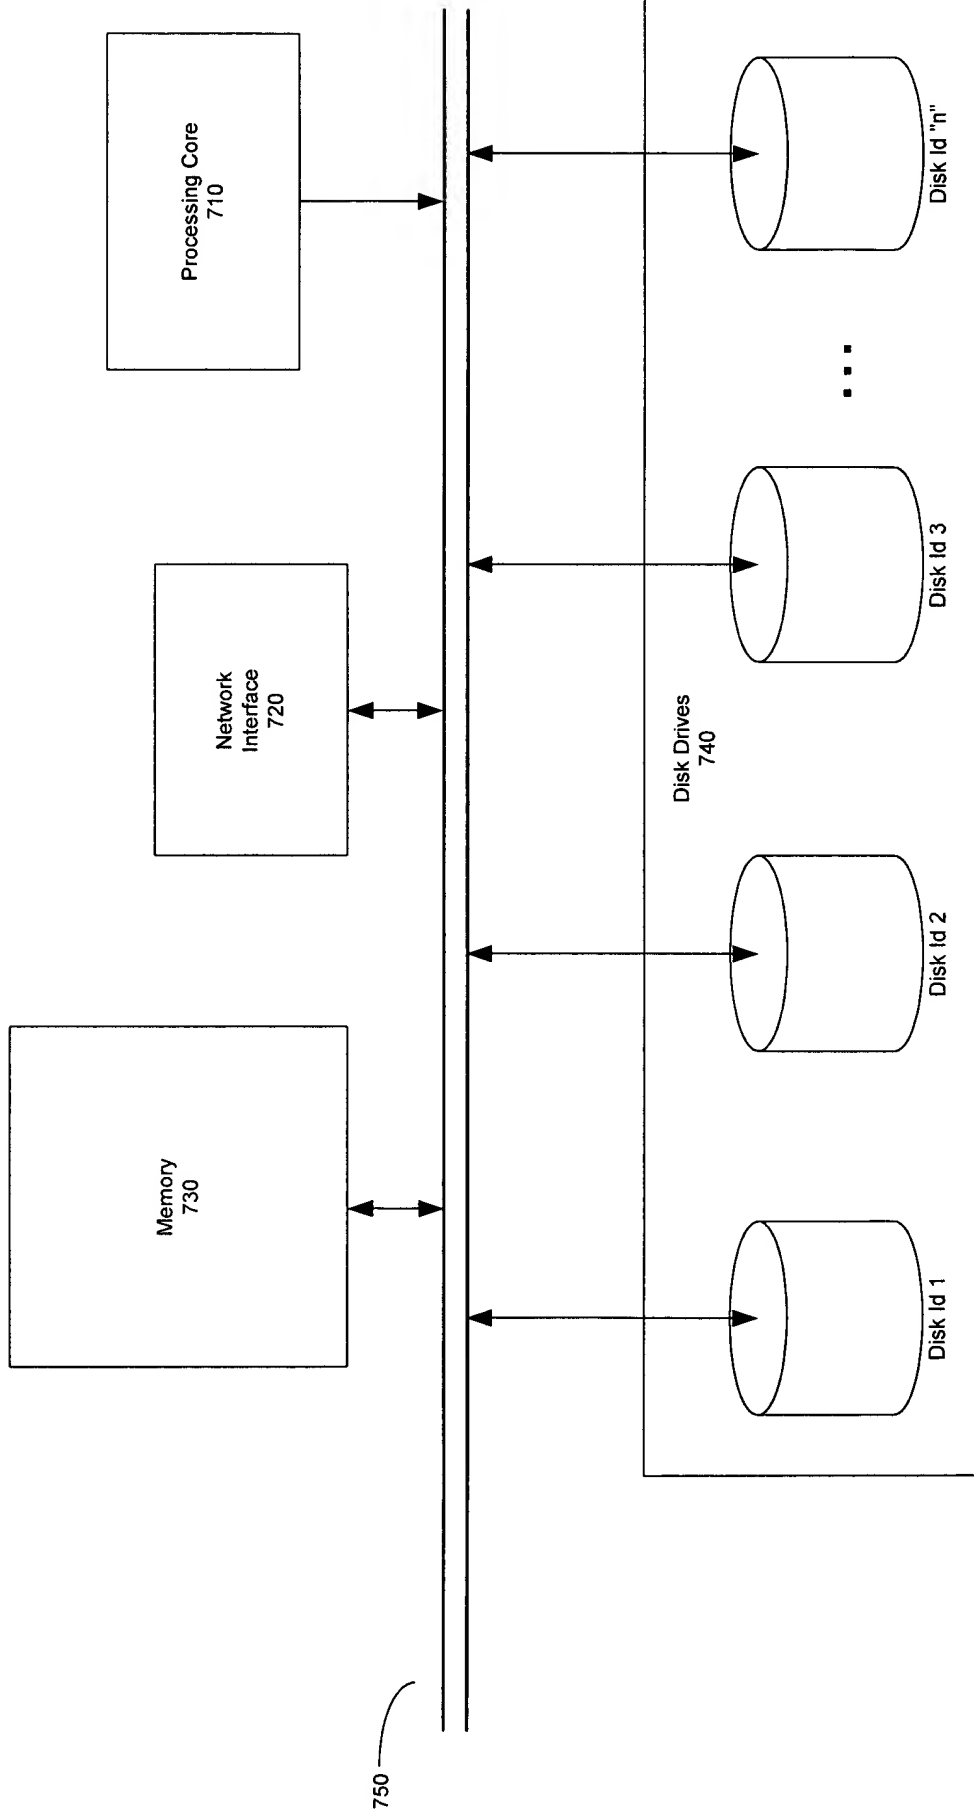 750
Memory
730
Network
Interface
720
Processing Core
710
Disk Drives
740
Disk Id 1
Disk Id 2
Disk Id 3
...
Disk Id "n"